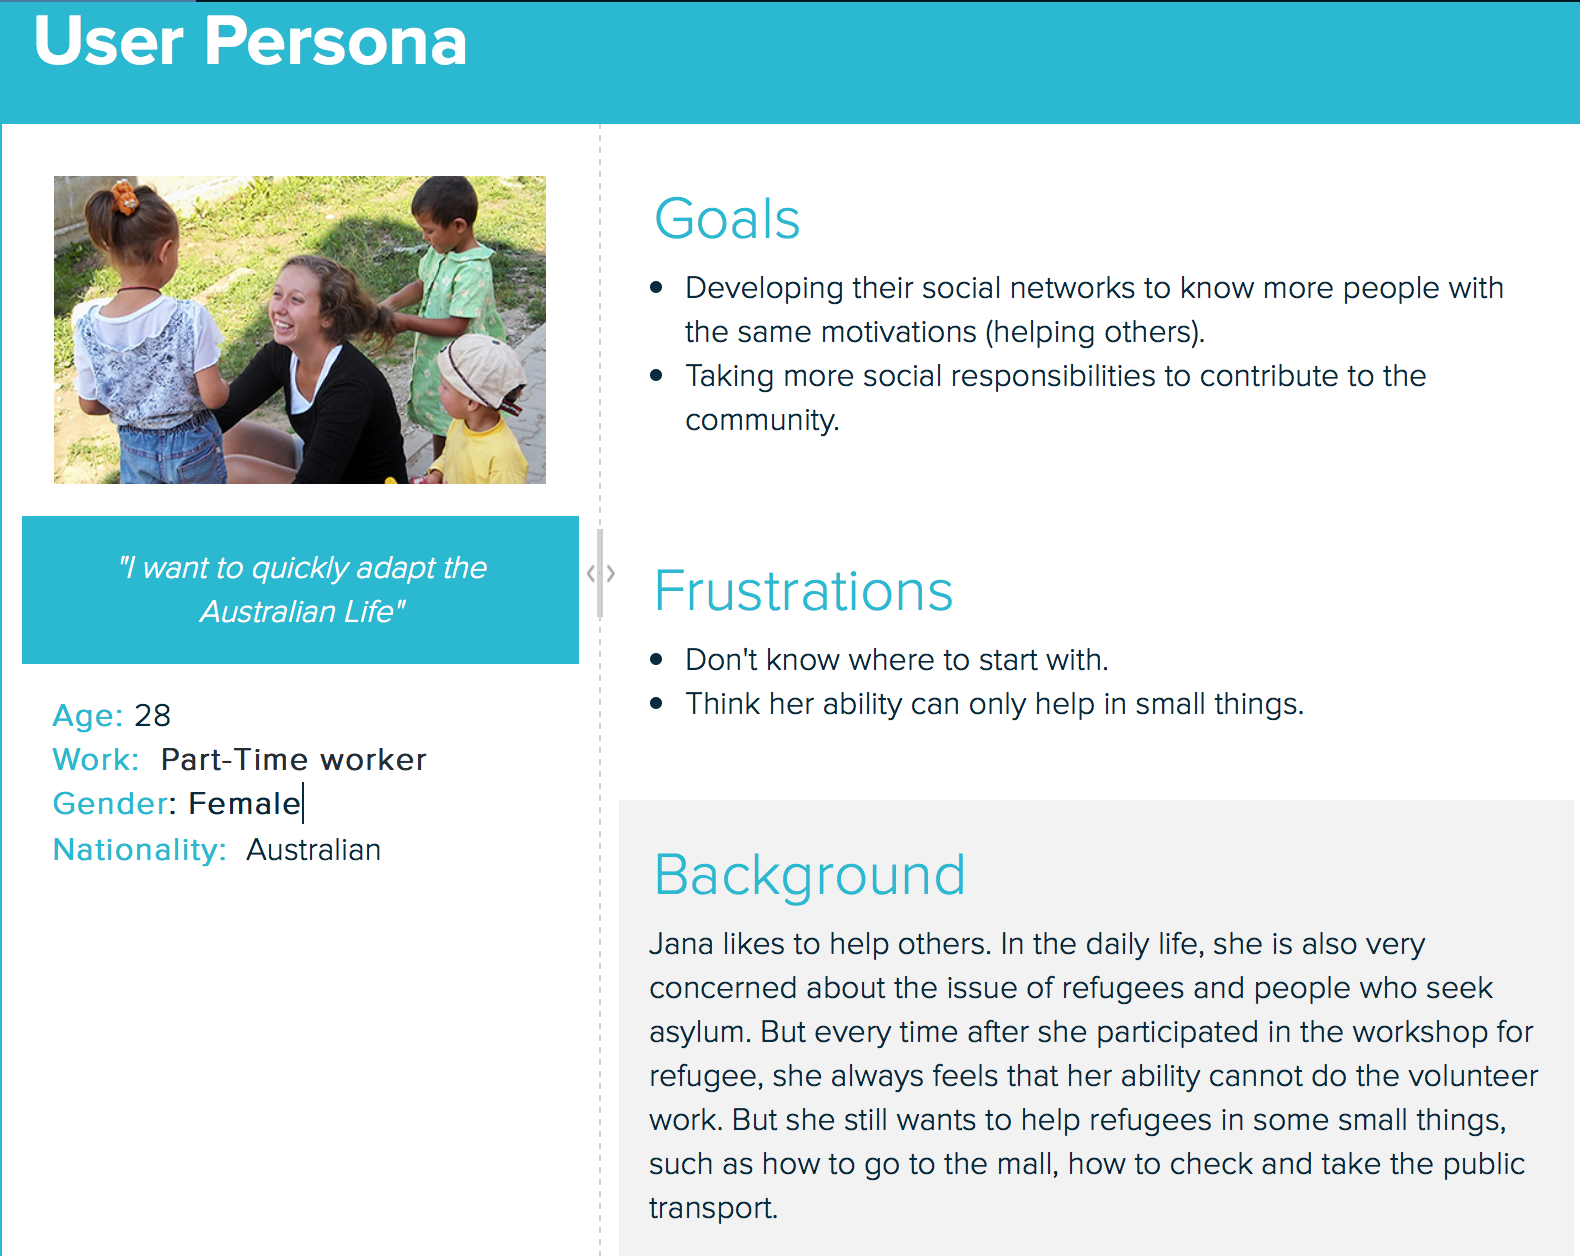 User Persona
"I want to quickly adapt the
Australian Life"
Age: 28
Work: Part-Time worker
Gender: Female
Nationality: Australian
Goals
• Developing their social networks to know more people with
the same motivations (helping others).
• Taking more social responsibilities to contribute to the
community.
Frustrations
• Don't know where to start with.
• Think her ability can only help in small things.
Background
Jana likes to help others. In the daily life, she is also very
concerned about the issue of refugees and people who seek
asylum. But every time after she participated in the workshop for
refugee, she always feels that her ability cannot do the volunteer
work. But she still wants to help refugees in some small things,
such as how to go to the mall, how to check and take the public
transport.